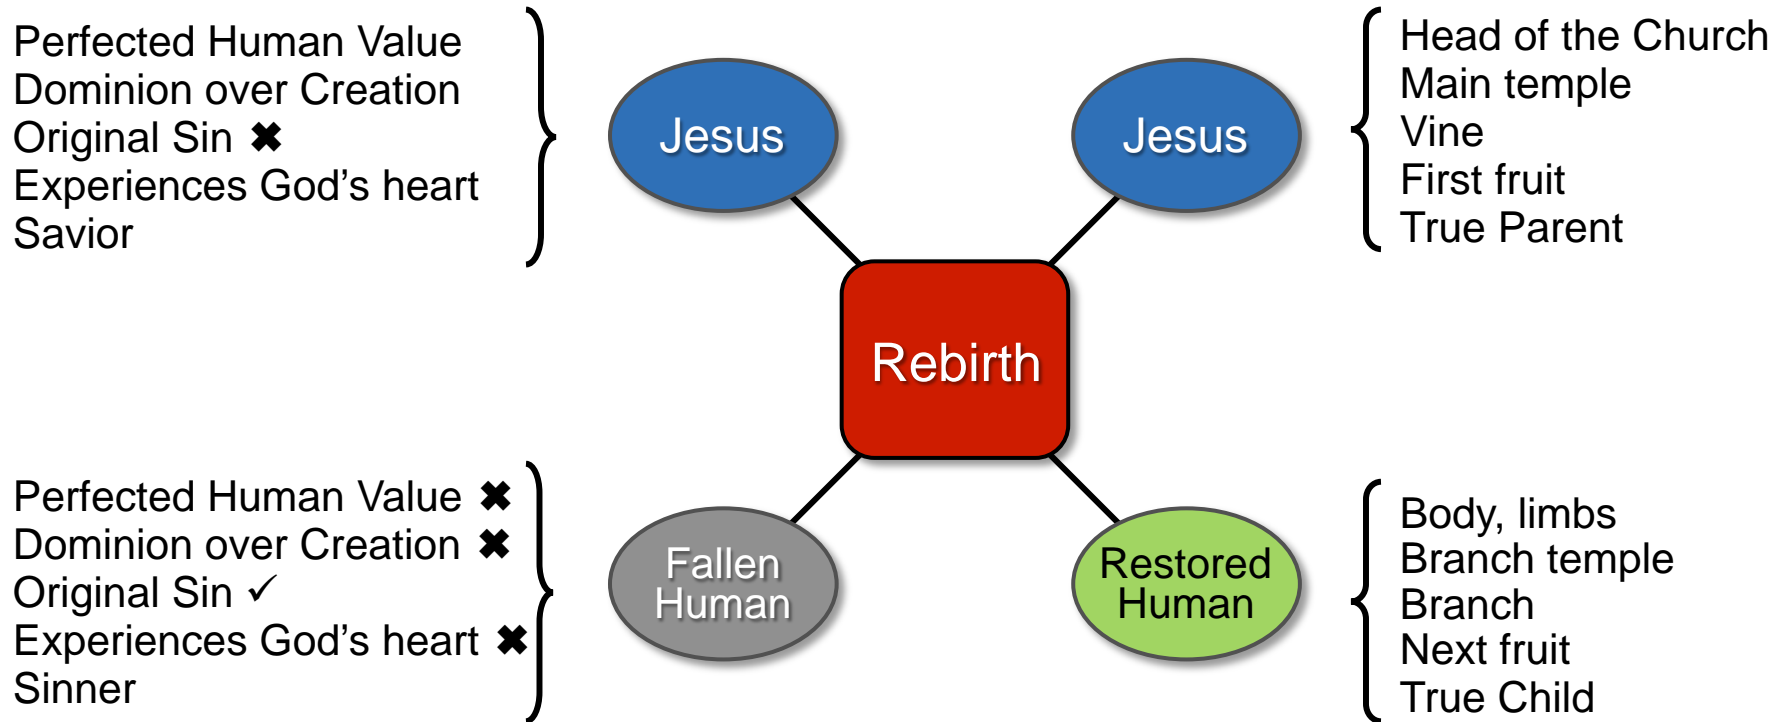 Perfected Human Value
Dominion over Creation
Original Sin ✖
Experiences God's heart
Savior
Jesus
Jesus
Head of the Church
Main temple
Vine
First fruit
True Parent
Rebirth
Perfected Human Value ✖
Dominion over Creation ✖
Original Sin ✓
Experiences God's heart ✖
Sinner
Fallen
Human
Restored
Human
Body, limbs
Branch temple
Branch
Next fruit
True Child